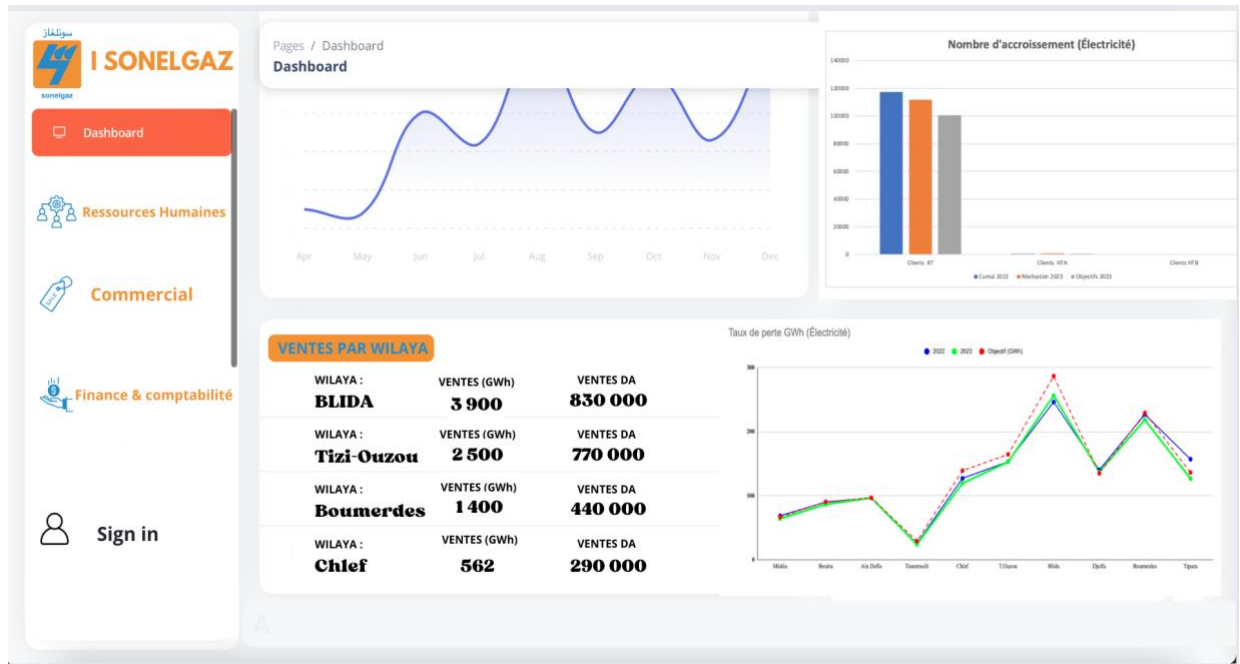 سونلغاز
sonelgaz
I SONELGAZ
Dashboard
Ressources Humaines
Commercial
SALE
Finance & comptabilité
Sign in
Pages / Dashboard
Dashboard
Apr May Jun Jul Aug Sep Oct Nov Dec
Nombre d'accroissement (Électricité)
140000
120000
100000
80000
60000
40000
20000
0
Clients BT Clients HTA Clients HTB
Cumul 2022 Réalisation 2023 Objectifs 2023
VENTES PAR WILAYA
WILAYA : VENTES (GWh) VENTES DA
BLIDA 3 900 830 000
WILAYA : VENTES (GWh) VENTES DA
Tizi-Ouzou 2 500 770 000
WILAYA : VENTES (GWh) VENTES DA
Boumerdes 1 400 440 000
WILAYA : VENTES (GWh) VENTES DA
Chlef 562 290 000
Taux de perte GWh (Électricité)
2022 2023 Objectif (GWh)
300
200
100
0
Médéa Bouira Ain Defla Tissemsilt Chlef T.Ouzou Blida Djelfa Boumerdes Tipaza
A